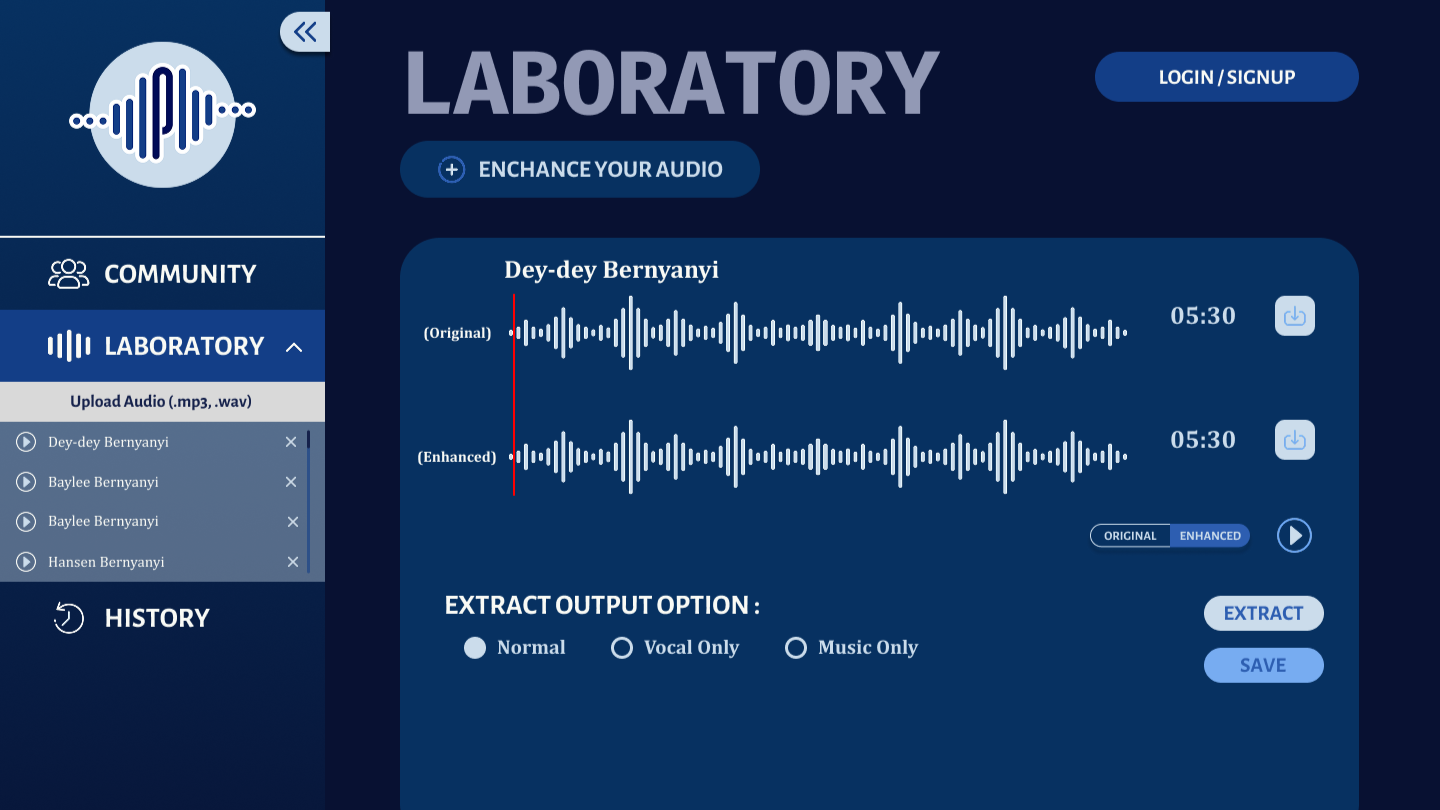 LABORATORY
LOGIN / SIGNUP
ENCHANCE YOUR AUDIO
COMMUNITY
LABORATORY
Upload Audio (.mp3, .wav)
Dey-dey Bernyanyi
Baylee Bernyanyi
Baylee Bernyanyi
Hansen Bernyanyi
HISTORY
Dey-dey Bernyanyi
(Original)
05:30
(Enhanced)
05:30
ORIGINAL ENHANCED
EXTRACT OUTPUT OPTION :
Normal Vocal Only Music Only
EXTRACT
SAVE